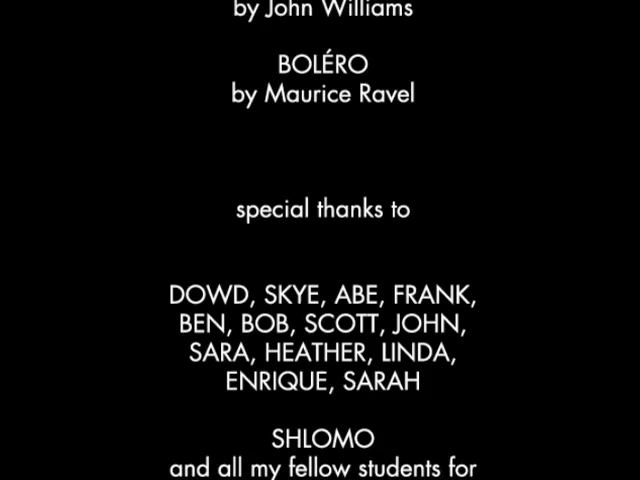 by John Williams
BOLÉRO
by Maurice Ravel
special thanks to
DOWD, SKYE, ABE, FRANK,
BEN, BOB, SCOTT, JOHN,
SARA, HEATHER, LINDA,
ENRIQUE, SARAH
SHLOMO
and all my fellow students for